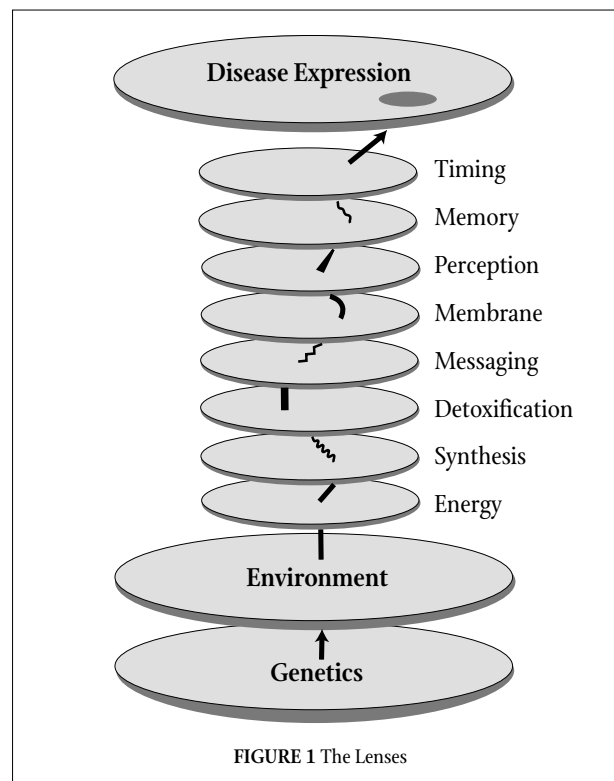 Disease Expression
Timing
Memory
Perception
Membrane
Messaging
Detoxification
Synthesis
Energy
Environment
Genetics
FIGURE 1 The Lenses